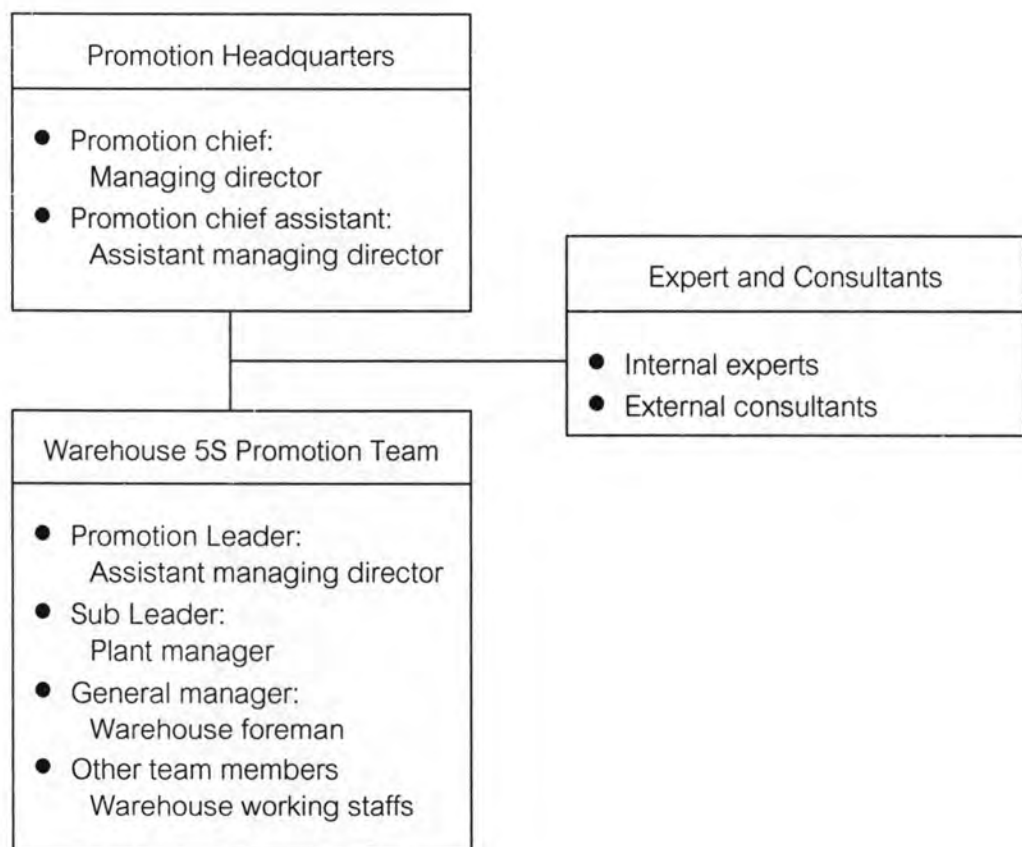 Promotion Headquarters
● Promotion chief:
Managing director
● Promotion chief assistant:
Assistant managing director
Expert and Consultants
● Internal experts
● External consultants
Warehouse 5S Promotion Team
● Promotion Leader:
Assistant managing director
● Sub Leader:
Plant manager
● General manager:
Warehouse foreman
● Other team members
Warehouse working staffs